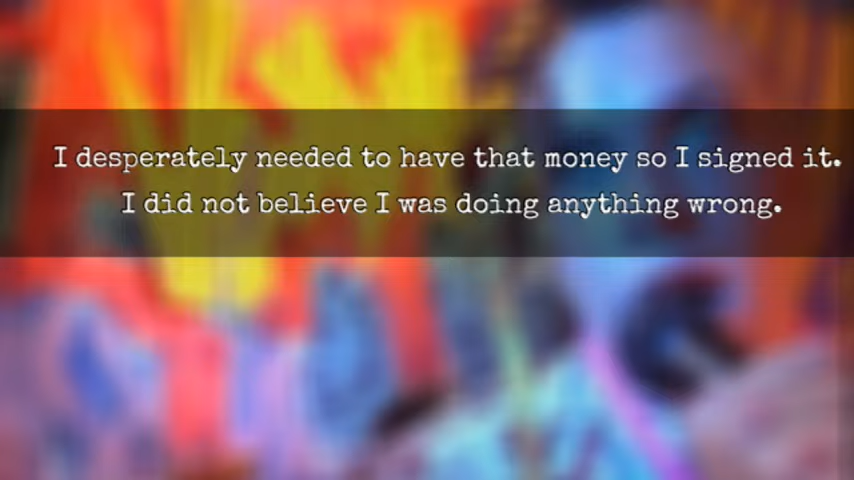 I desperately needed to have that money so I signed it.
I did not believe I was doing anything wrong.